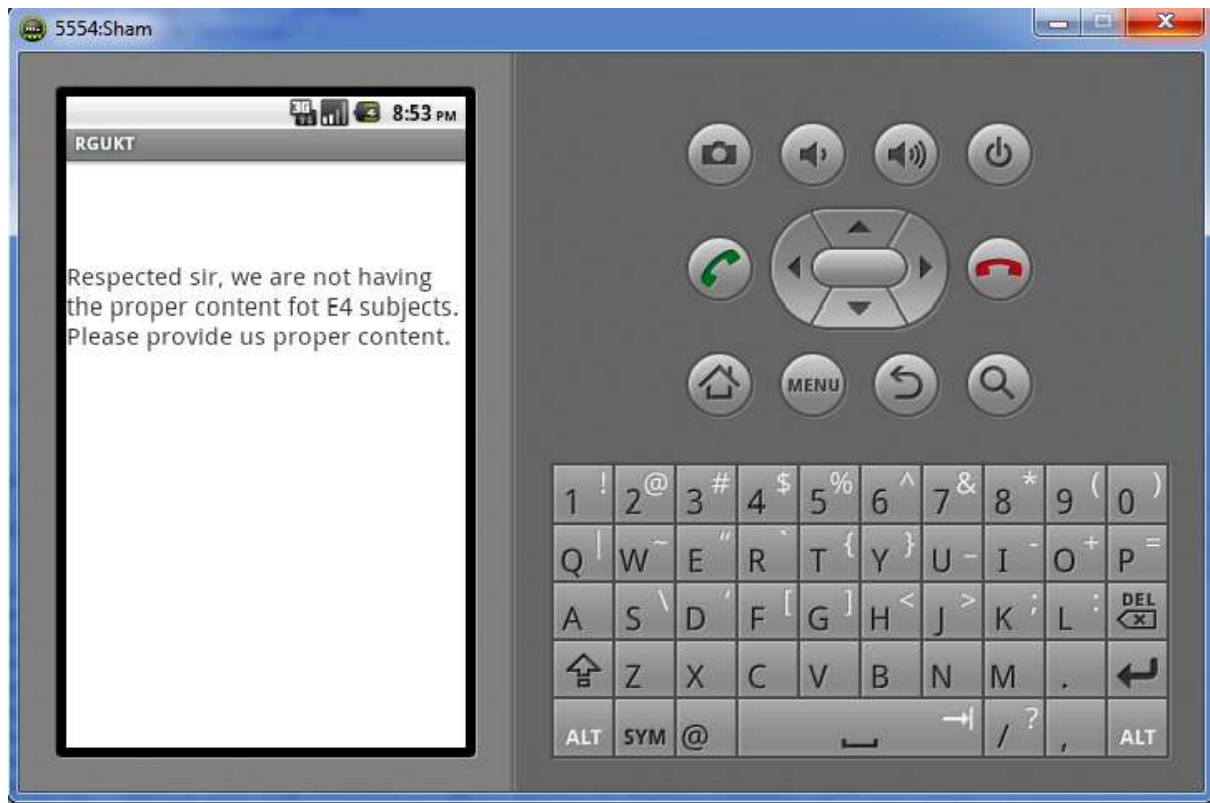 5554:Sham
3G
8:53 PM
RGUKT
Respected sir, we are not having
the proper content fot E4 subjects.
Please provide us proper content.
MENU
1 ! 2 @ 3 # 4 $ 5 % 6 ^ 7 & 8 * 9 ( 0 )
Q | W ~ E " R ` T { Y } U _ I - O + P =
A S \ D ' F [ G ] H < J > K ; L : DEL
Z X C V B N M .
ALT SYM @ / ? , ALT